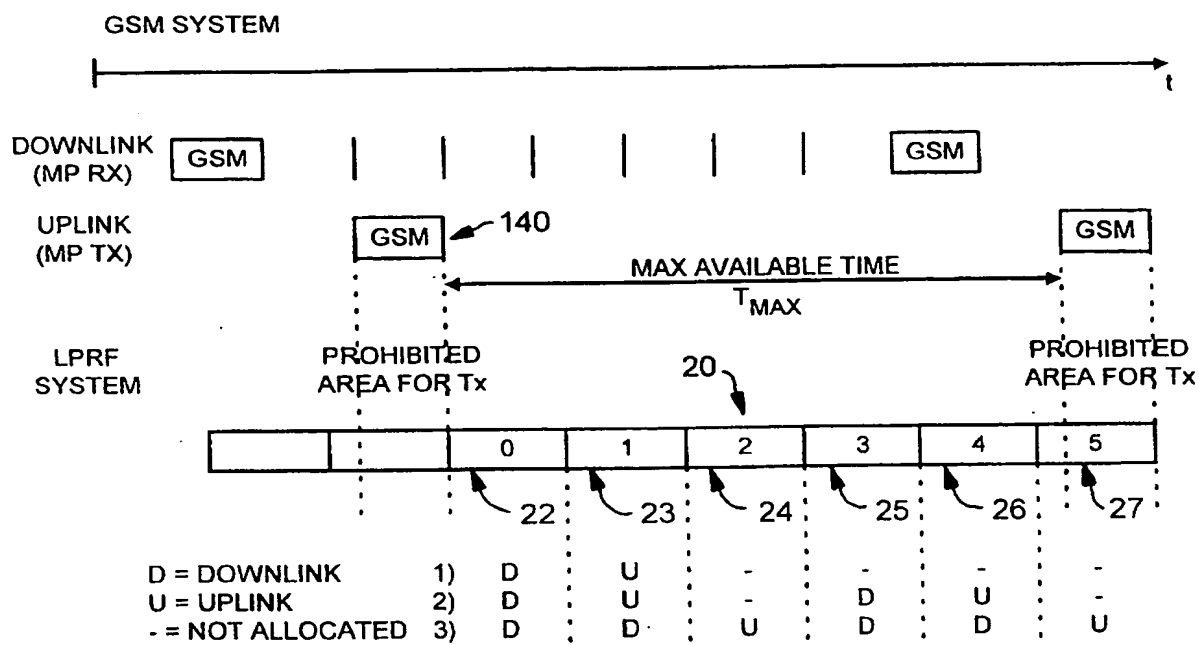 GSM SYSTEM
t
DOWNLINK
(MP RX)
GSM
GSM
UPLINK
(MP TX)
GSM
140
GSM
MAX AVAILABLE TIME
TMAX
LPRF
SYSTEM
PROHIBITED
AREA FOR Tx
20
PROHIBITED
AREA FOR Tx
0 1 2 3 4 5
22 23 24 25 26 27
D = DOWNLINK 1) D U - - - -
U = UPLINK 2) D U - D U -
- = NOT ALLOCATED 3) D D U D D U